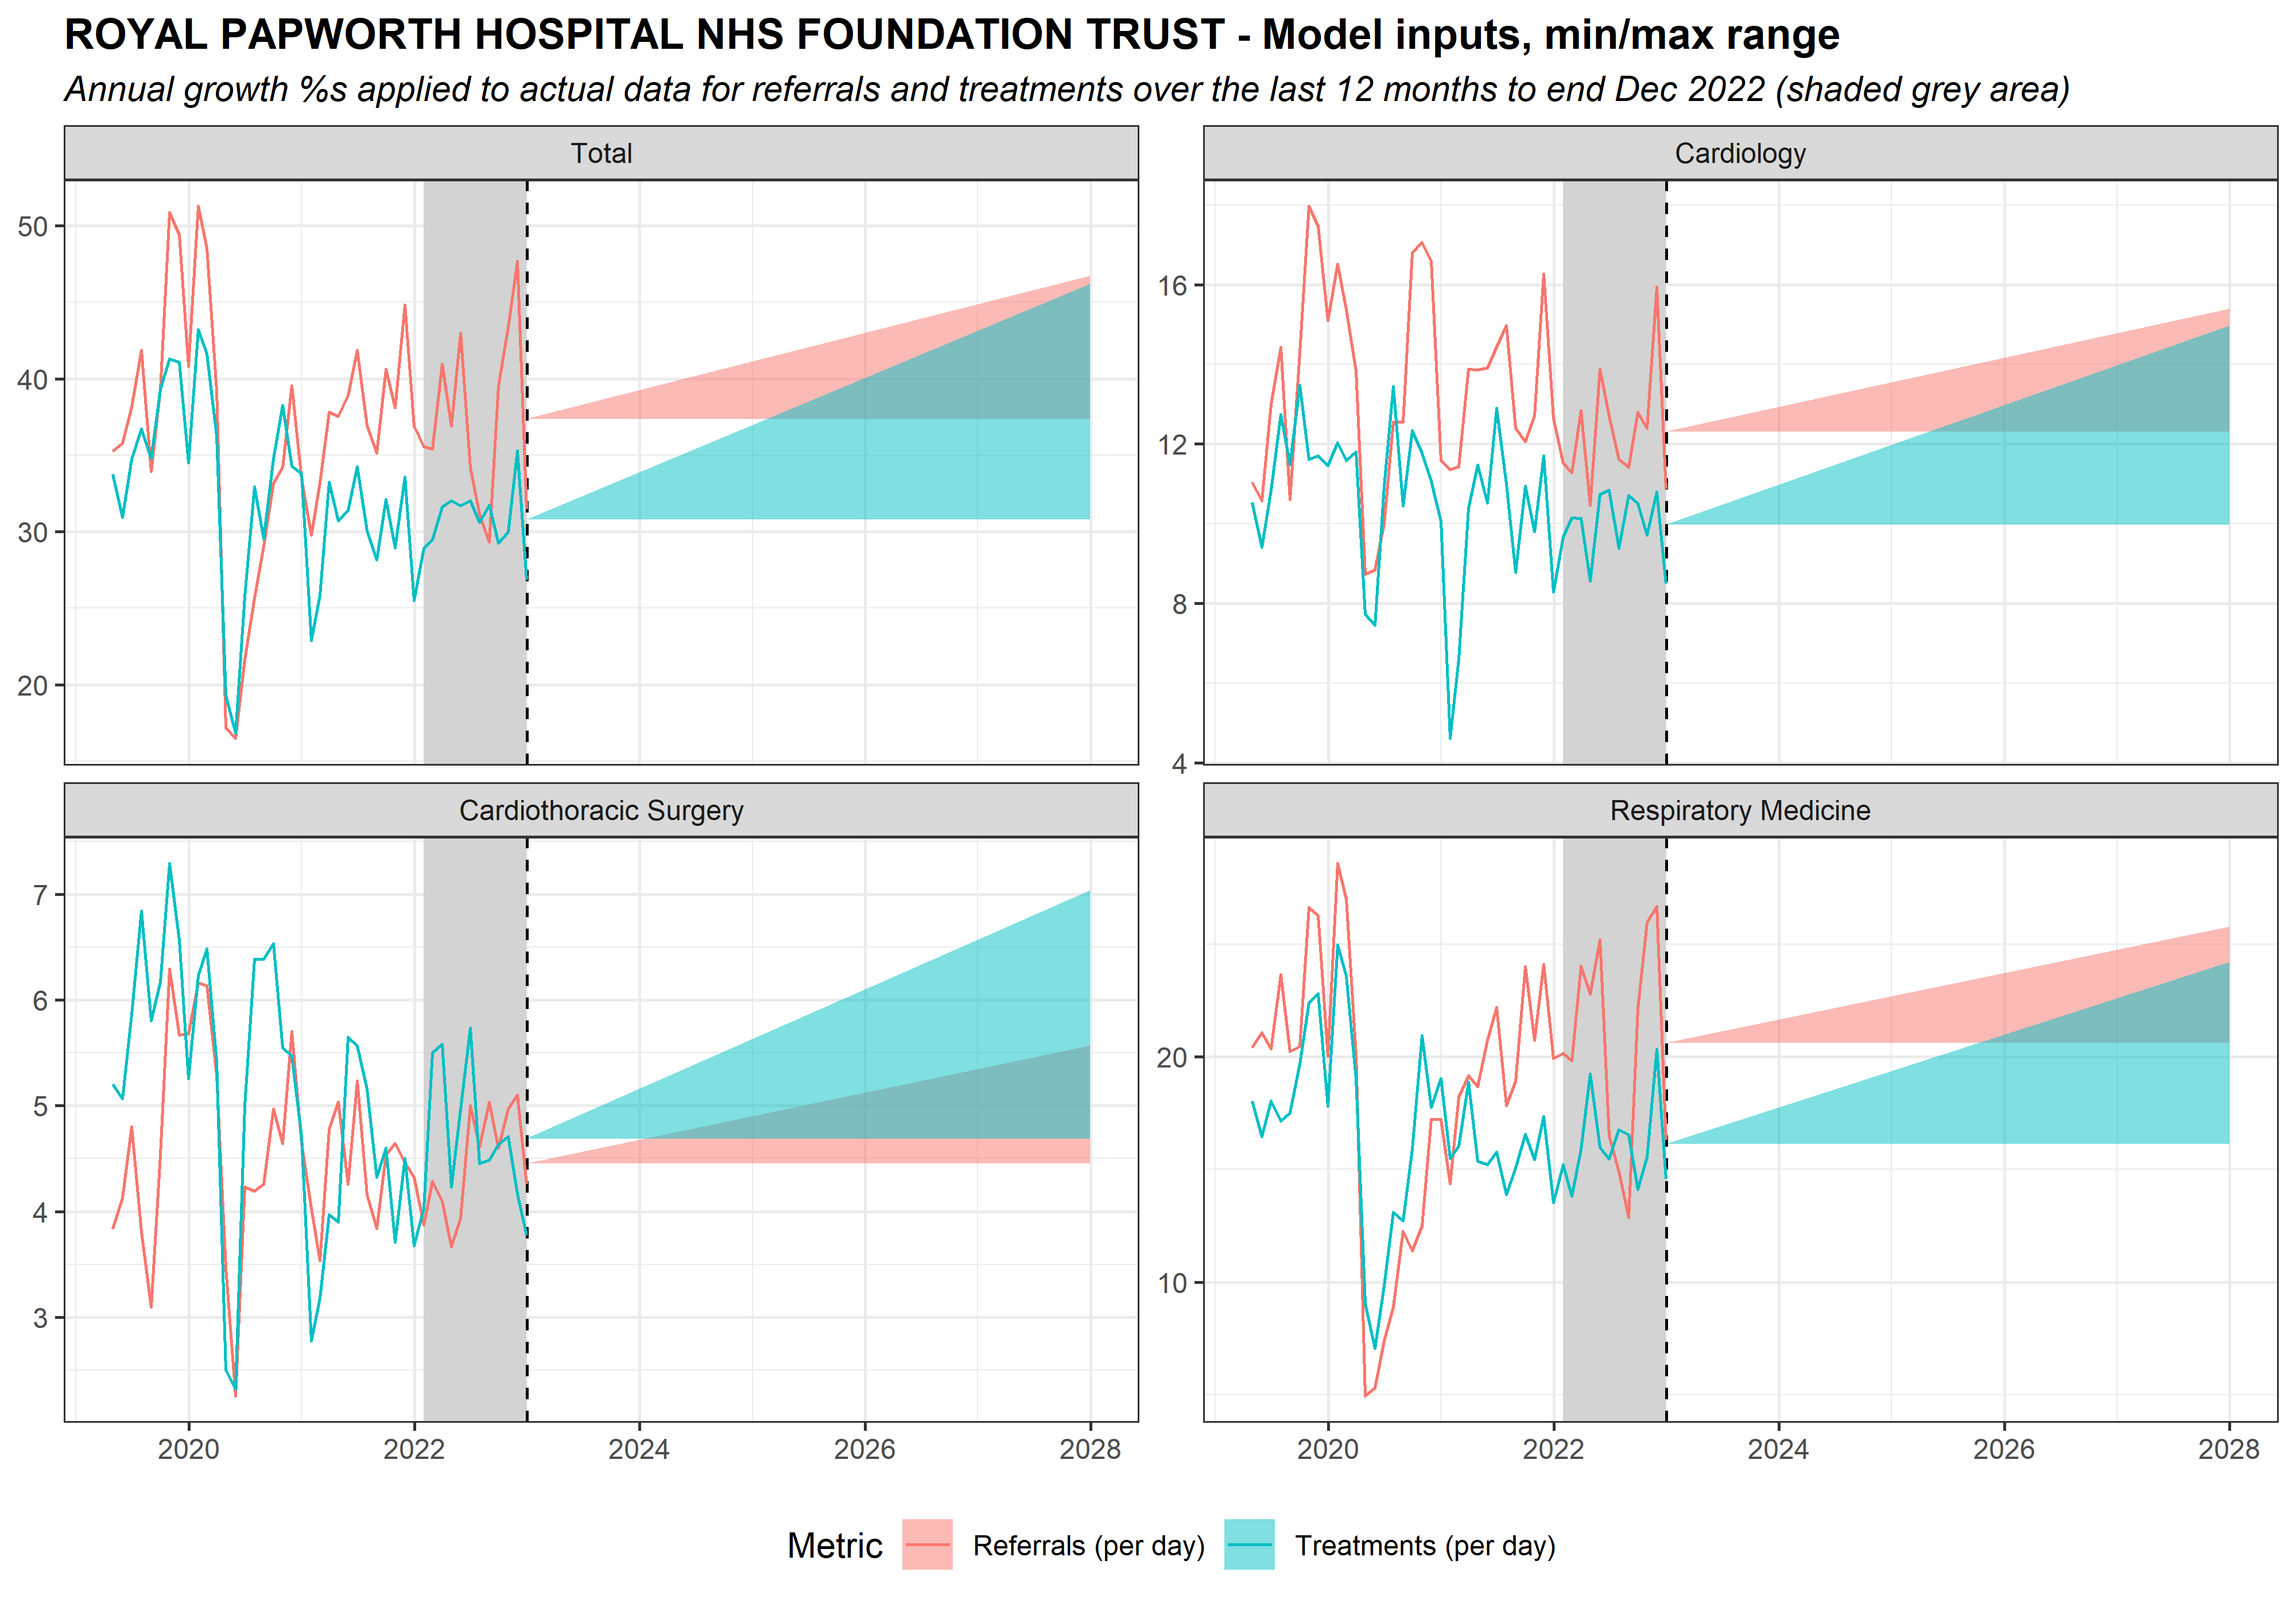 ROYAL PAPWORTH HOSPITAL NHS FOUNDATION TRUST - Model inputs, min/max range
Annual growth %s applied to actual data for referrals and treatments over the last 12 months to end Dec 2022 (shaded grey area)
Total
50
40
30
20
Cardiology
16
12
8
4
Cardiothoracic Surgery
7
6
5
4
3
2020 2022 2024 2026 2028
Respiratory Medicine
20
10
2020 2022 2024 2026 2028
Metric Referrals (per day) Treatments (per day)